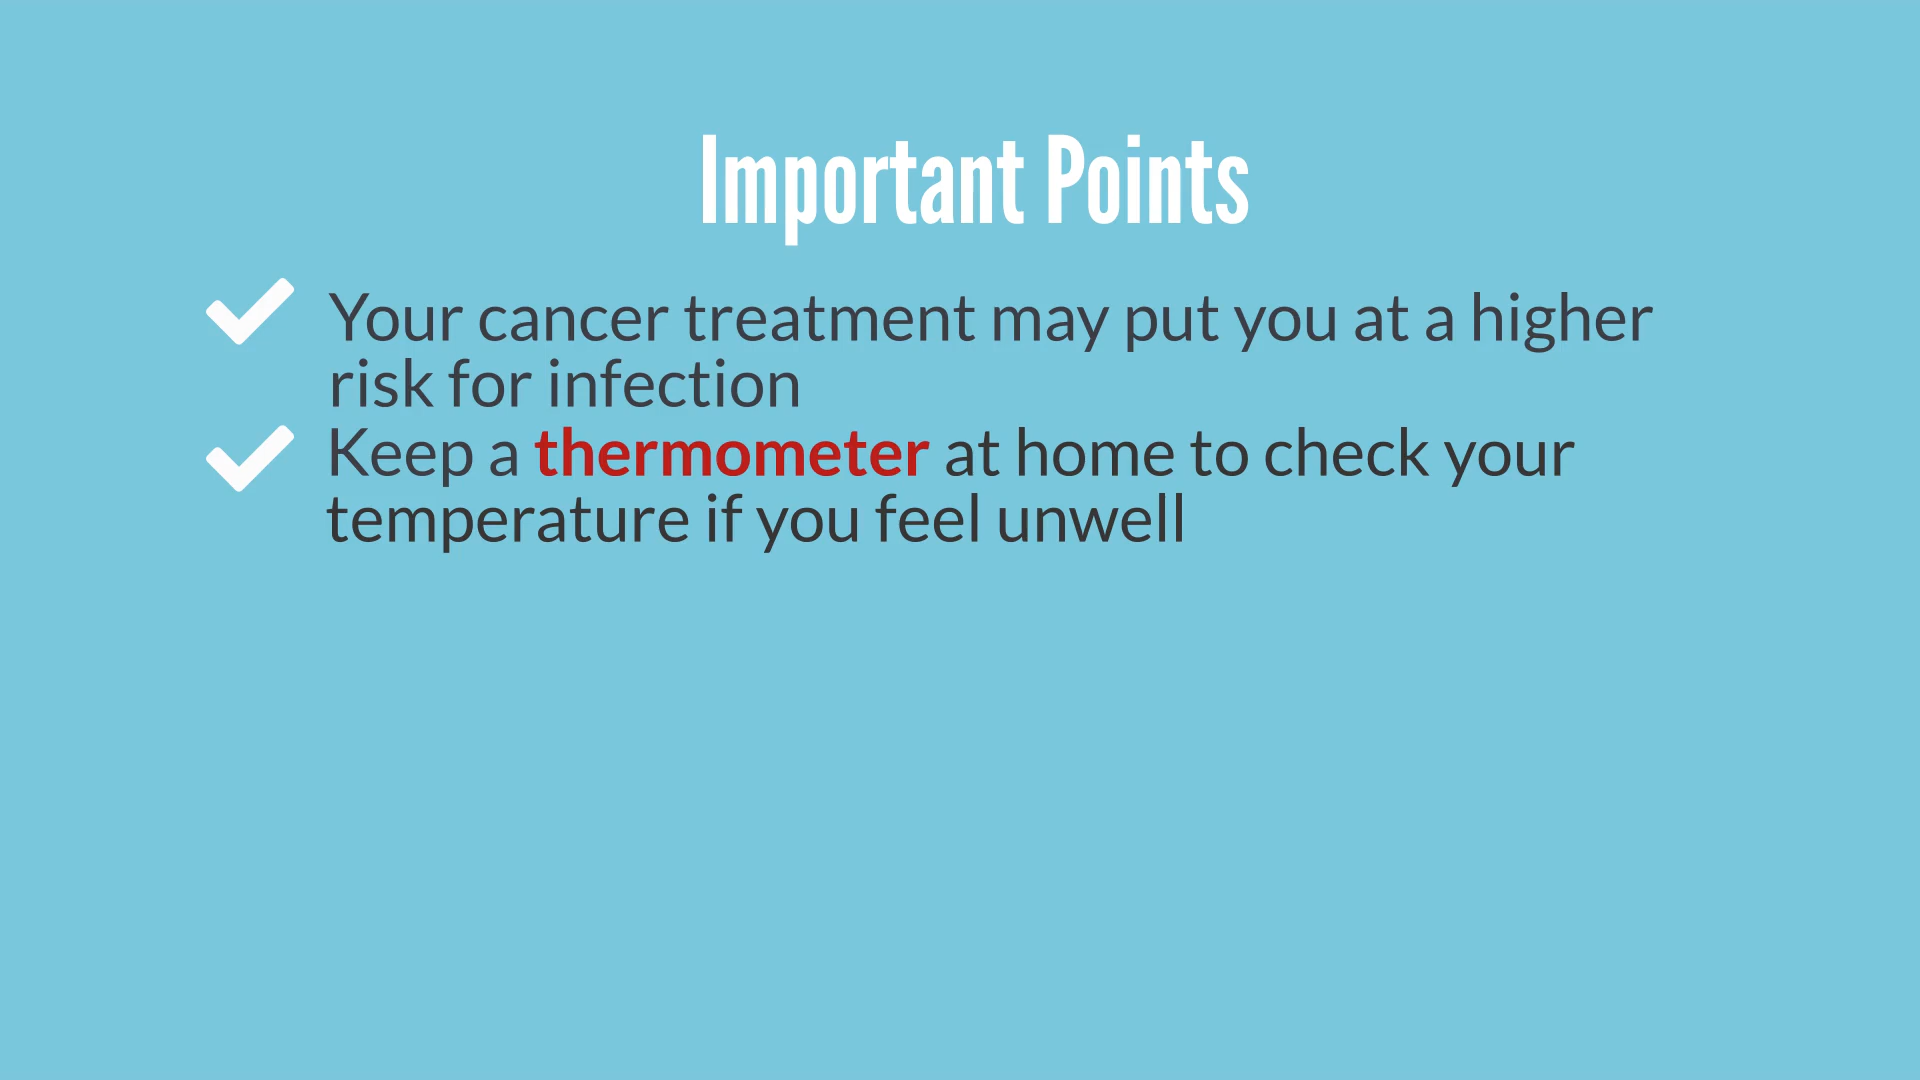 Important Points
Your cancer treatment may put you at a higher
risk for infection
Keep a thermometer at home to check your
temperature if you feel unwell